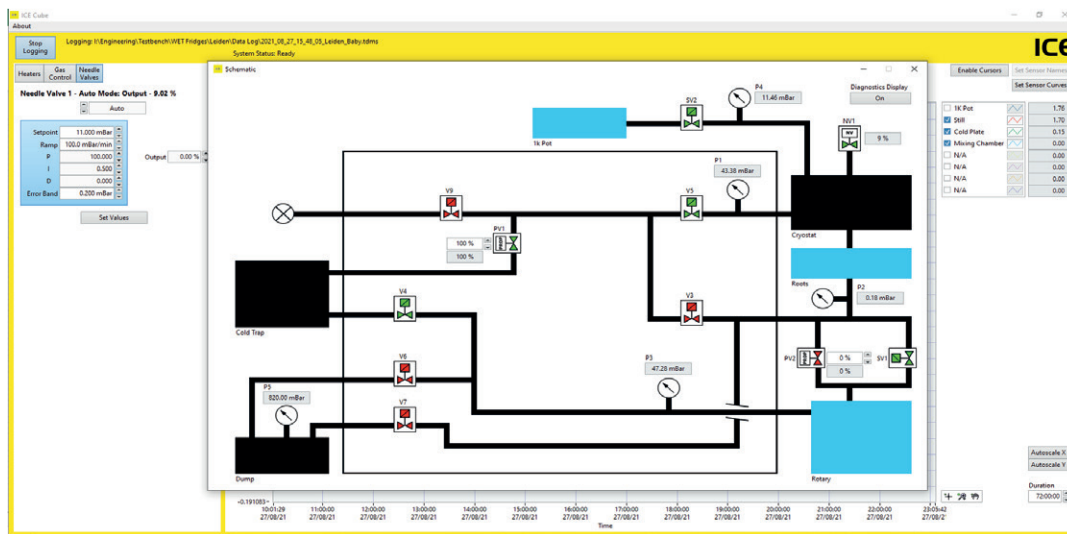 ICE Cube
About
Stop Logging
Logging: I:\Engineering\Testbench\WET Fridges\Leiden\Data Log\2021_08_27_15_48_05_Leiden_Baby.tdms
System Status: Ready
ICE
Heaters
Gas Control
Needle Valves
Needle Valve 1 - Auto Mode: Output - 9.02 %
Auto
Setpoint 11.000 mBar
Ramp 100.0 mBar/min
P 100.000
I 0.500
D 0.000
Error Band 0.200 mBar
Output 0.00 %
Set Values
Schematic
Diagnostics Display
On
1k Pot
SV2
P4
11.46 mBar
NV1
NV
9 %
P1
43.38 mBar
V9
V5
Cryostat
PV1
PROP
100 %
100 %
Roots
P2
0.18 mBar
V4
V3
Cold Trap
V6
P3
47.28 mBar
PV2
PROP
0 %
0 %
SV1
P5
820.00 mBar
V7
Dump
Rotary
Enable Cursors
Set Sensor Names
Set Sensor Curves
1K Pot 1.76
Still 1.70
Cold Plate 0.15
Mixing Chamber 0.00
N/A 0.00
N/A 0.00
N/A 0.00
N/A 0.00
Autoscale X
Autoscale Y
Duration
72:00:00
-0.191083
10:01:29 11:00:00 12:00:00 13:00:00 14:00:00 15:00:00 16:00:00 17:00:00 18:00:00 19:00:00 20:00:00 21:00:00 22:00:00 23:05:42
27/08/21 27/08/21 27/08/21 27/08/21 27/08/21 27/08/21 27/08/21 27/08/21 27/08/21 27/08/21 27/08/21 27/08/21 27/08/21 27/08/2
Time